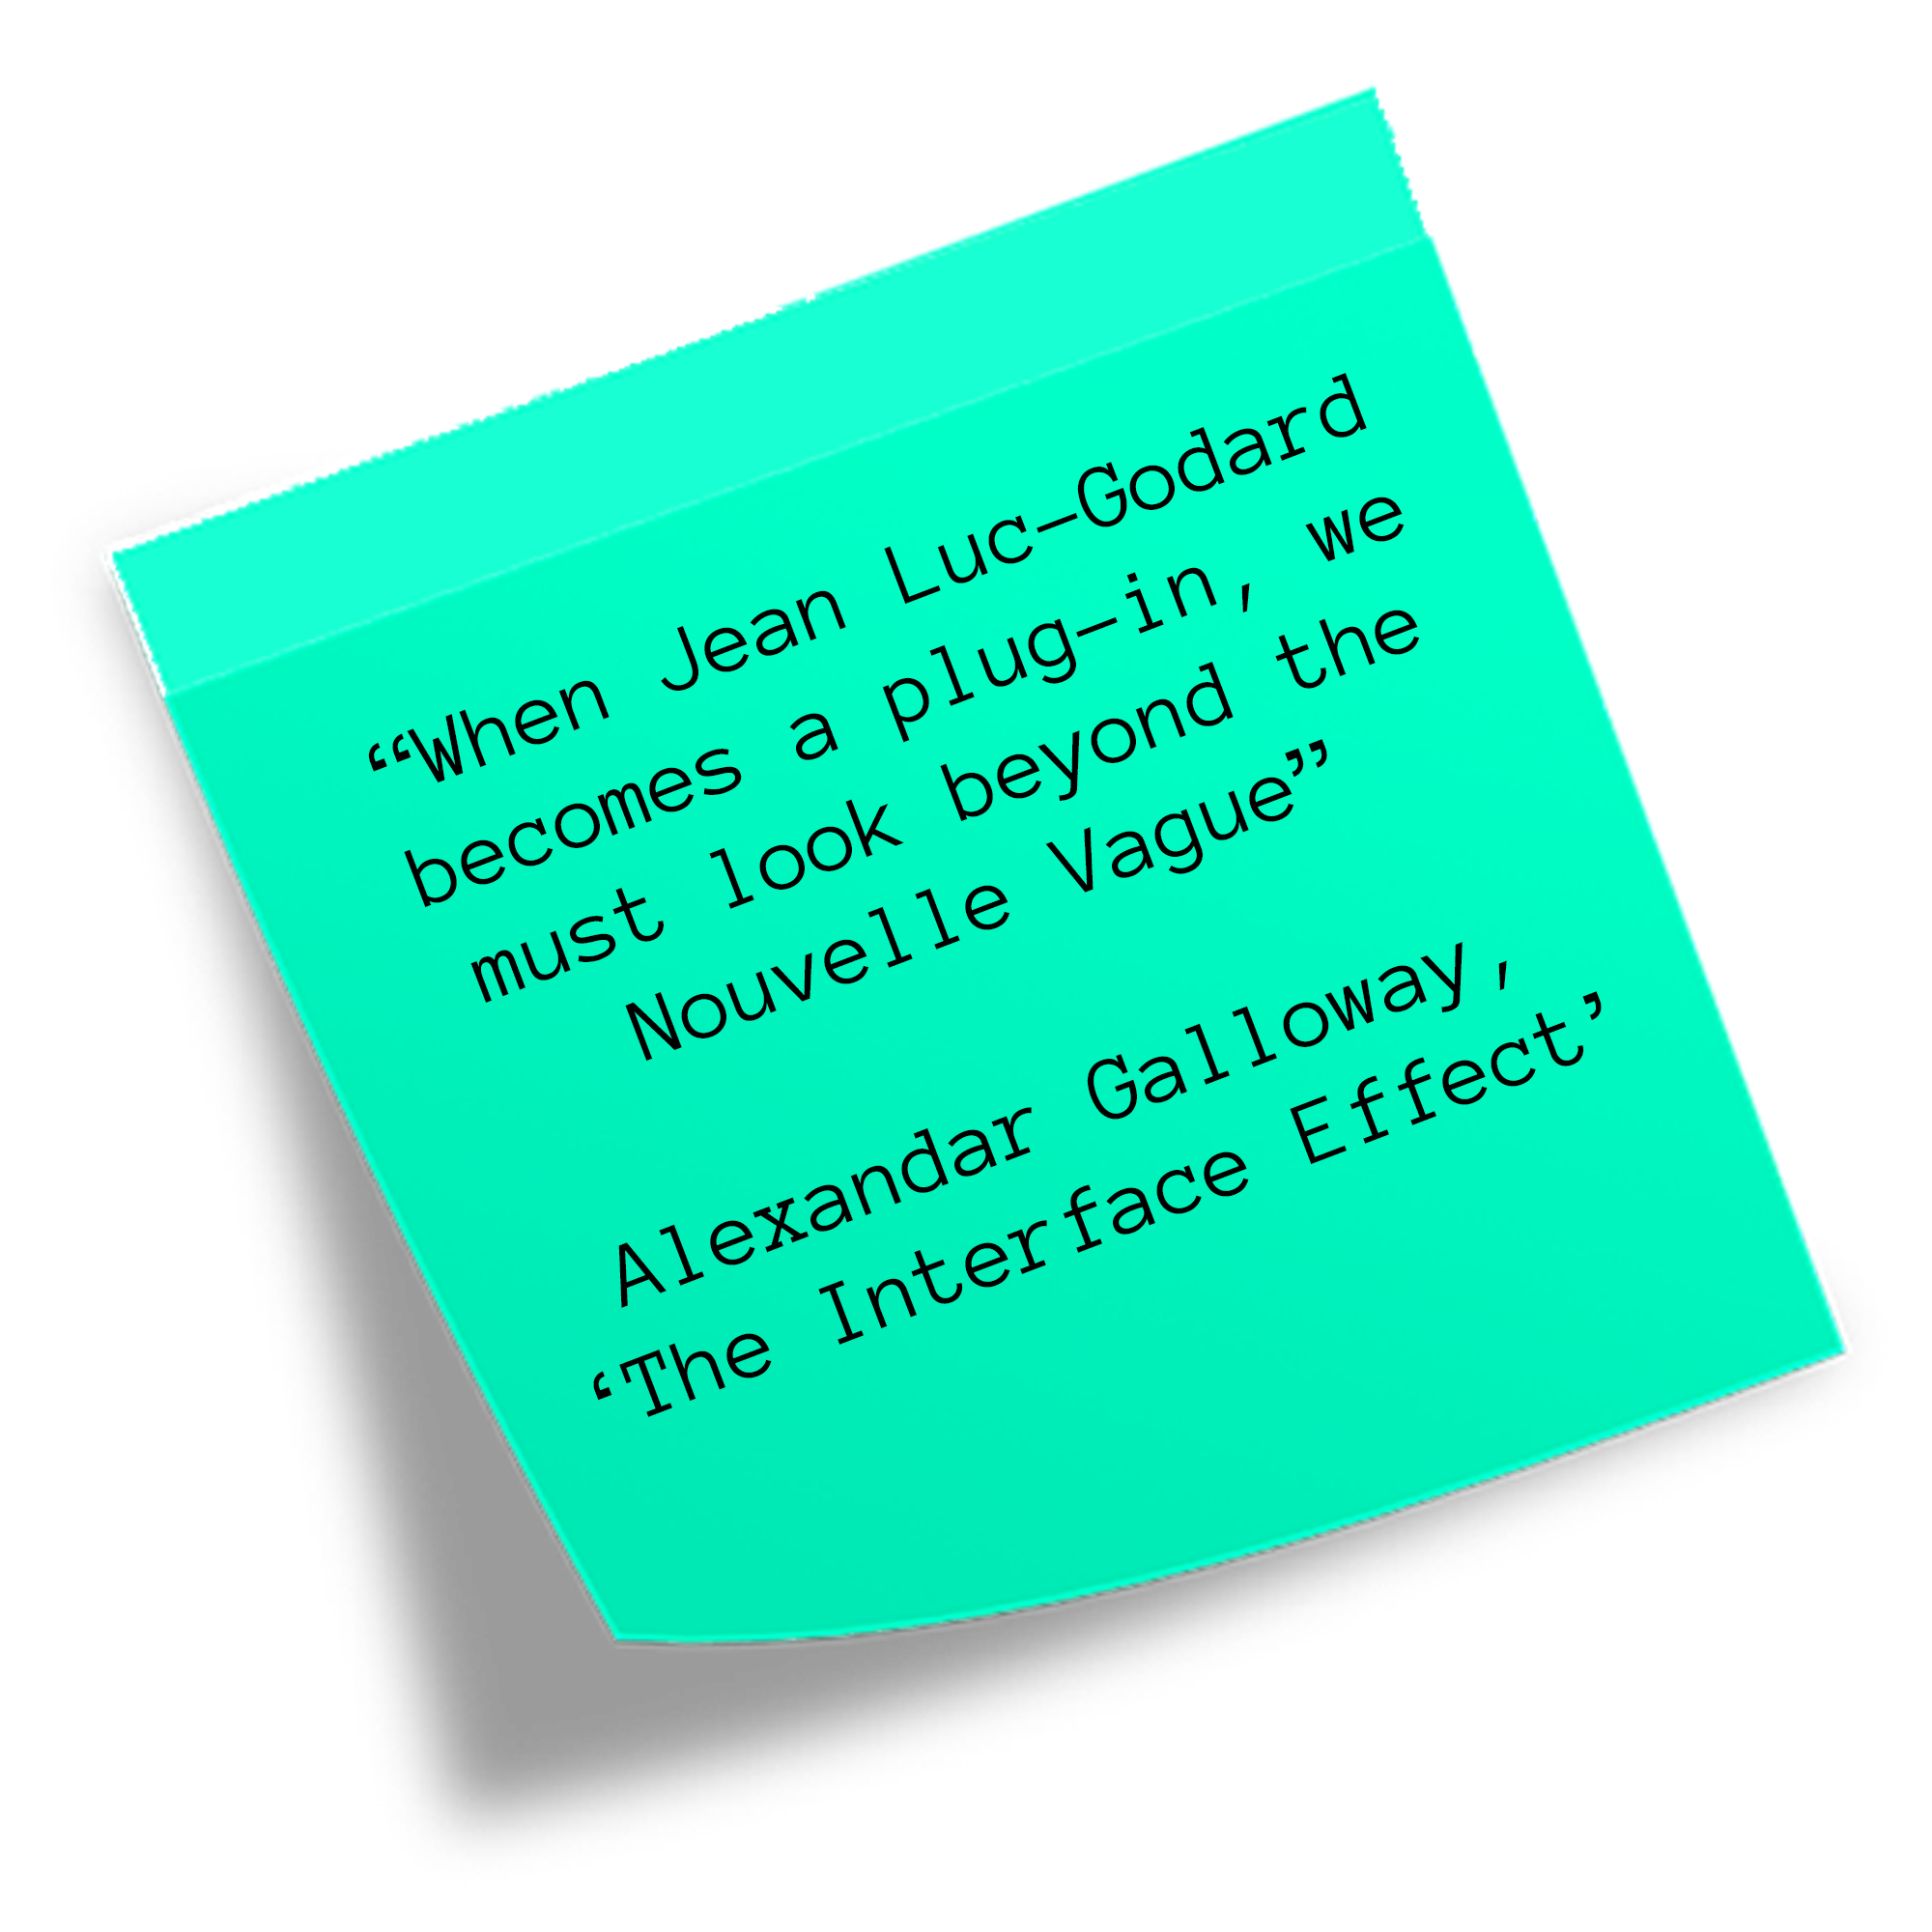 “When Jean Luc-Godard
becomes a plug-in, we
must look beyond the
Nouvelle Vague”
Alexandar Galloway,
‘The Interface Effect’